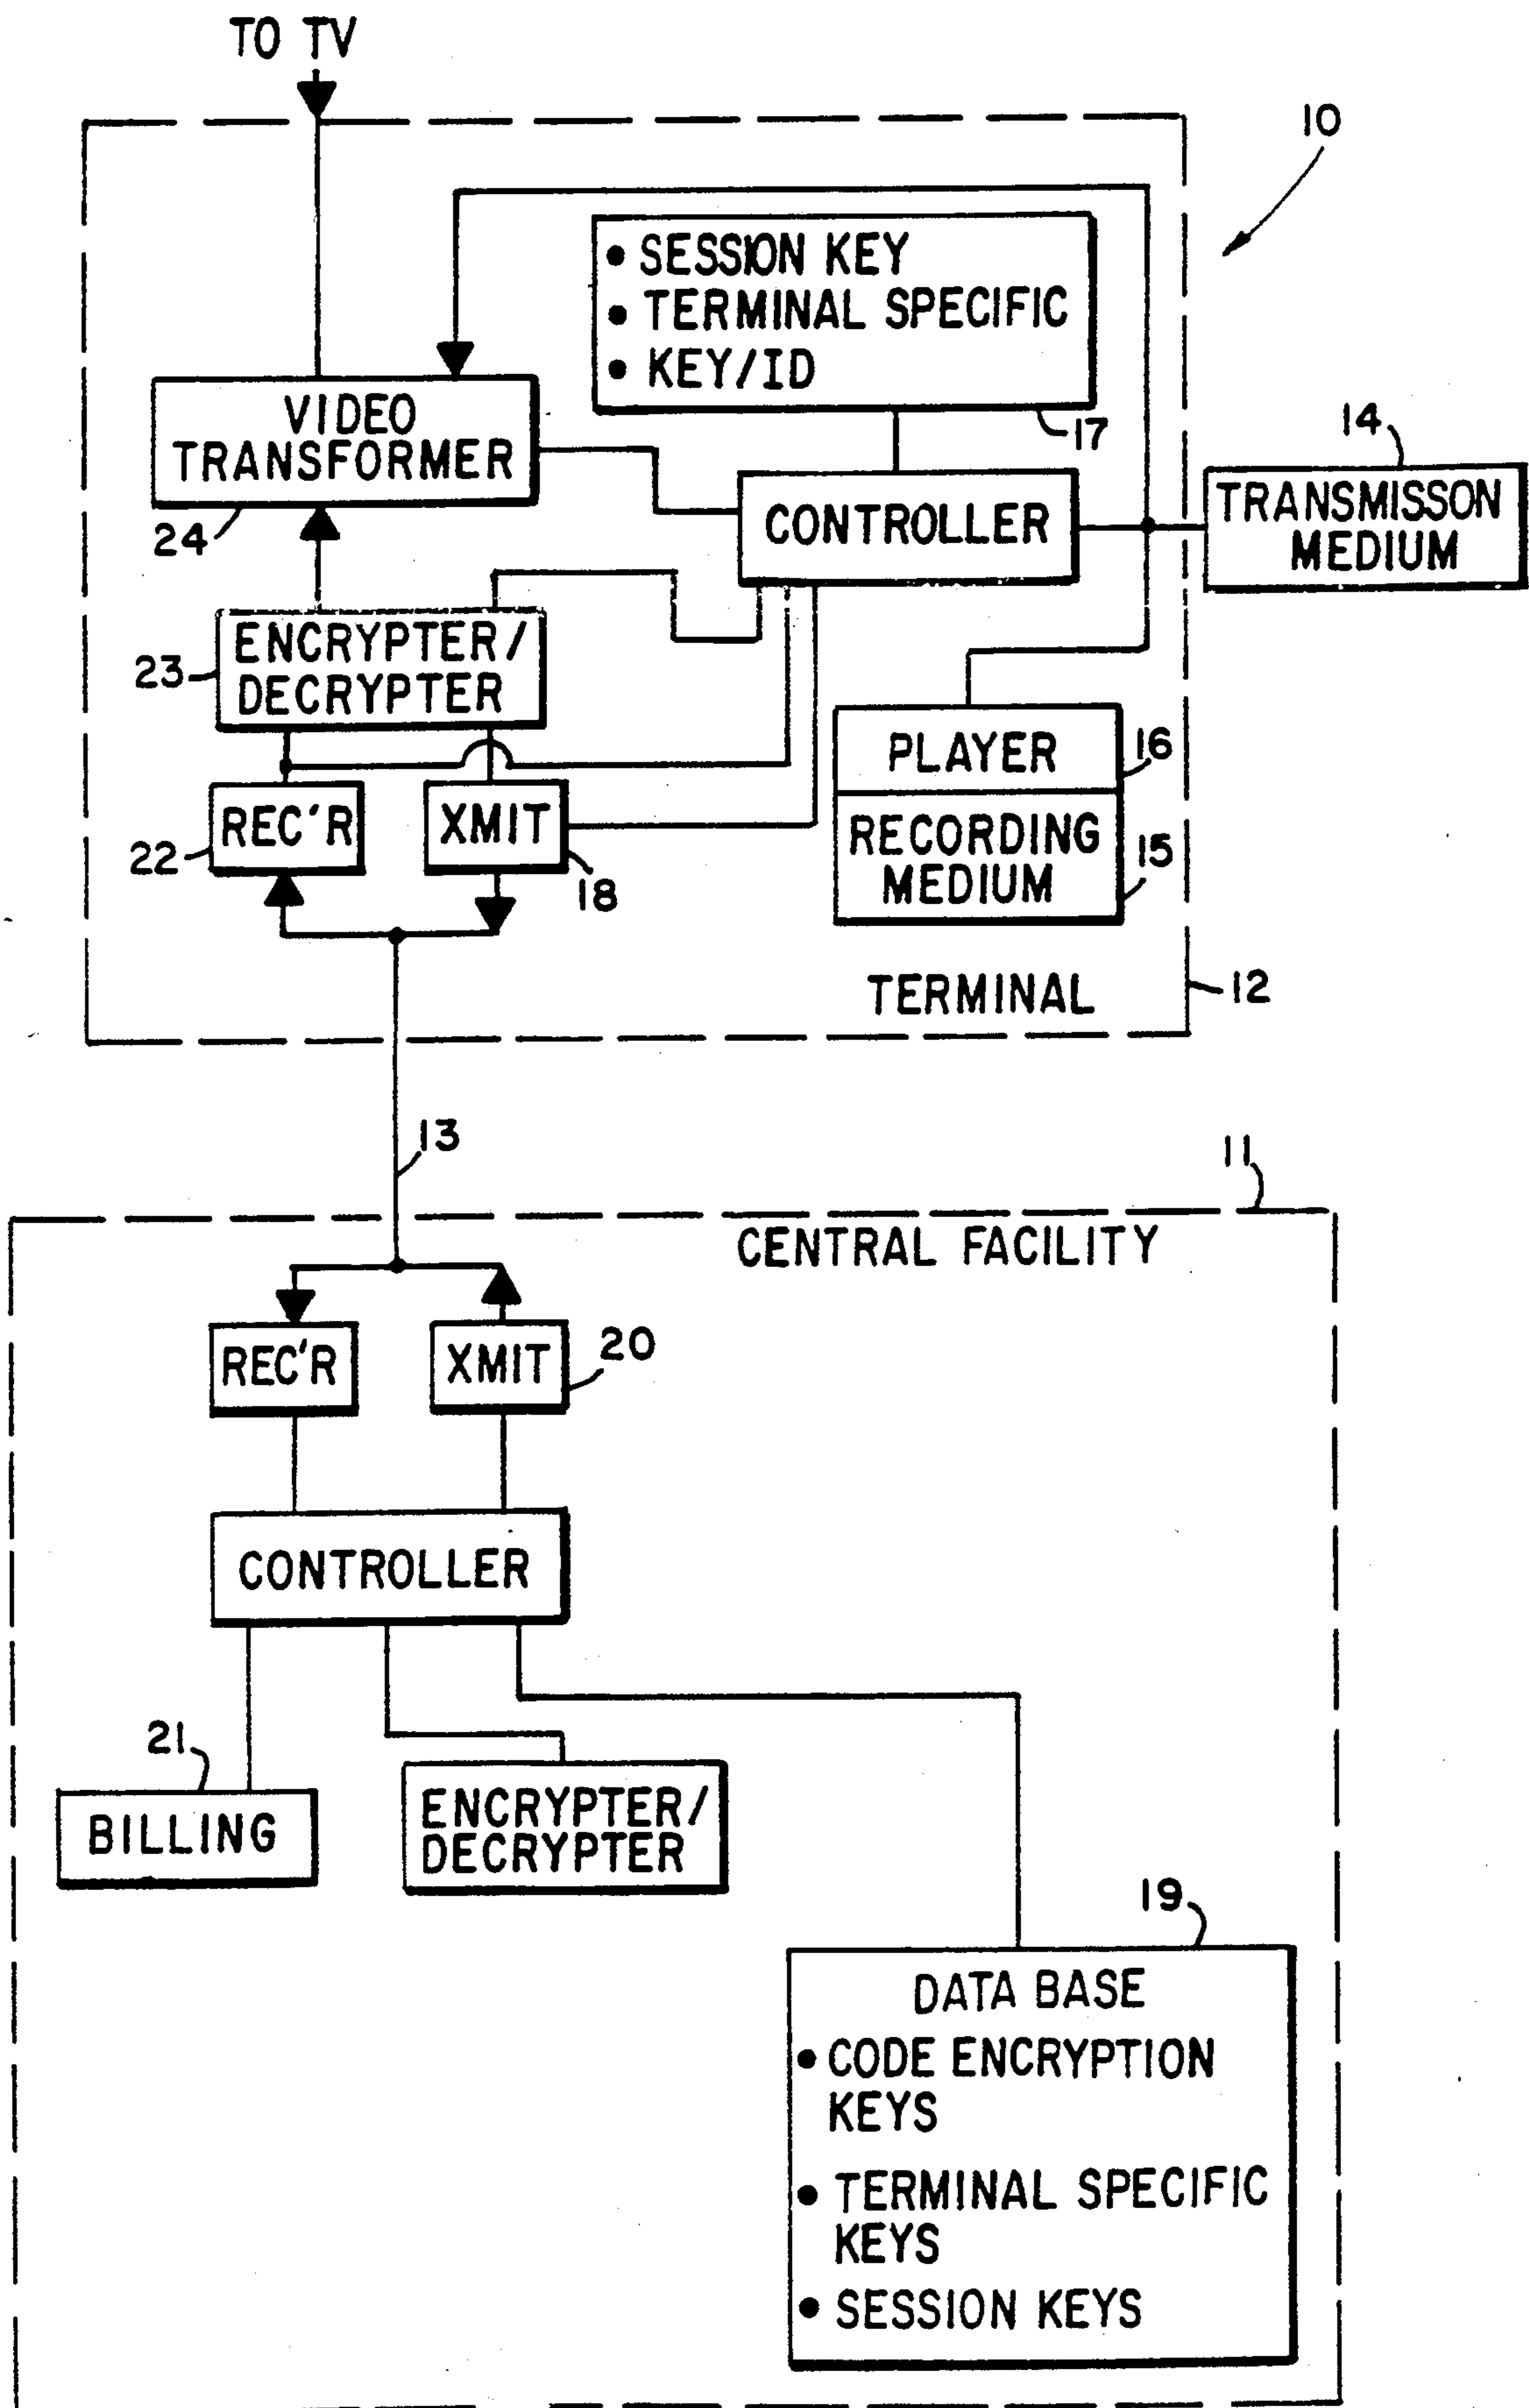 TO TV
10
• SESSION KEY
• TERMINAL SPECIFIC
• KEY/ID
17
VIDEO
TRANSFORMER
24
CONTROLLER
14
TRANSMISSON
MEDIUM
ENCRYPTER/
DECRYPTER
23
PLAYER
16
REC'R
22
XMIT
18
RECORDING
MEDIUM
15
TERMINAL
12
13
11
CENTRAL FACILITY
REC'R
XMIT
20
CONTROLLER
21
BILLING
ENCRYPTER/
DECRYPTER
19
DATA BASE
• CODE ENCRYPTION
KEYS
• TERMINAL SPECIFIC
KEYS
• SESSION KEYS